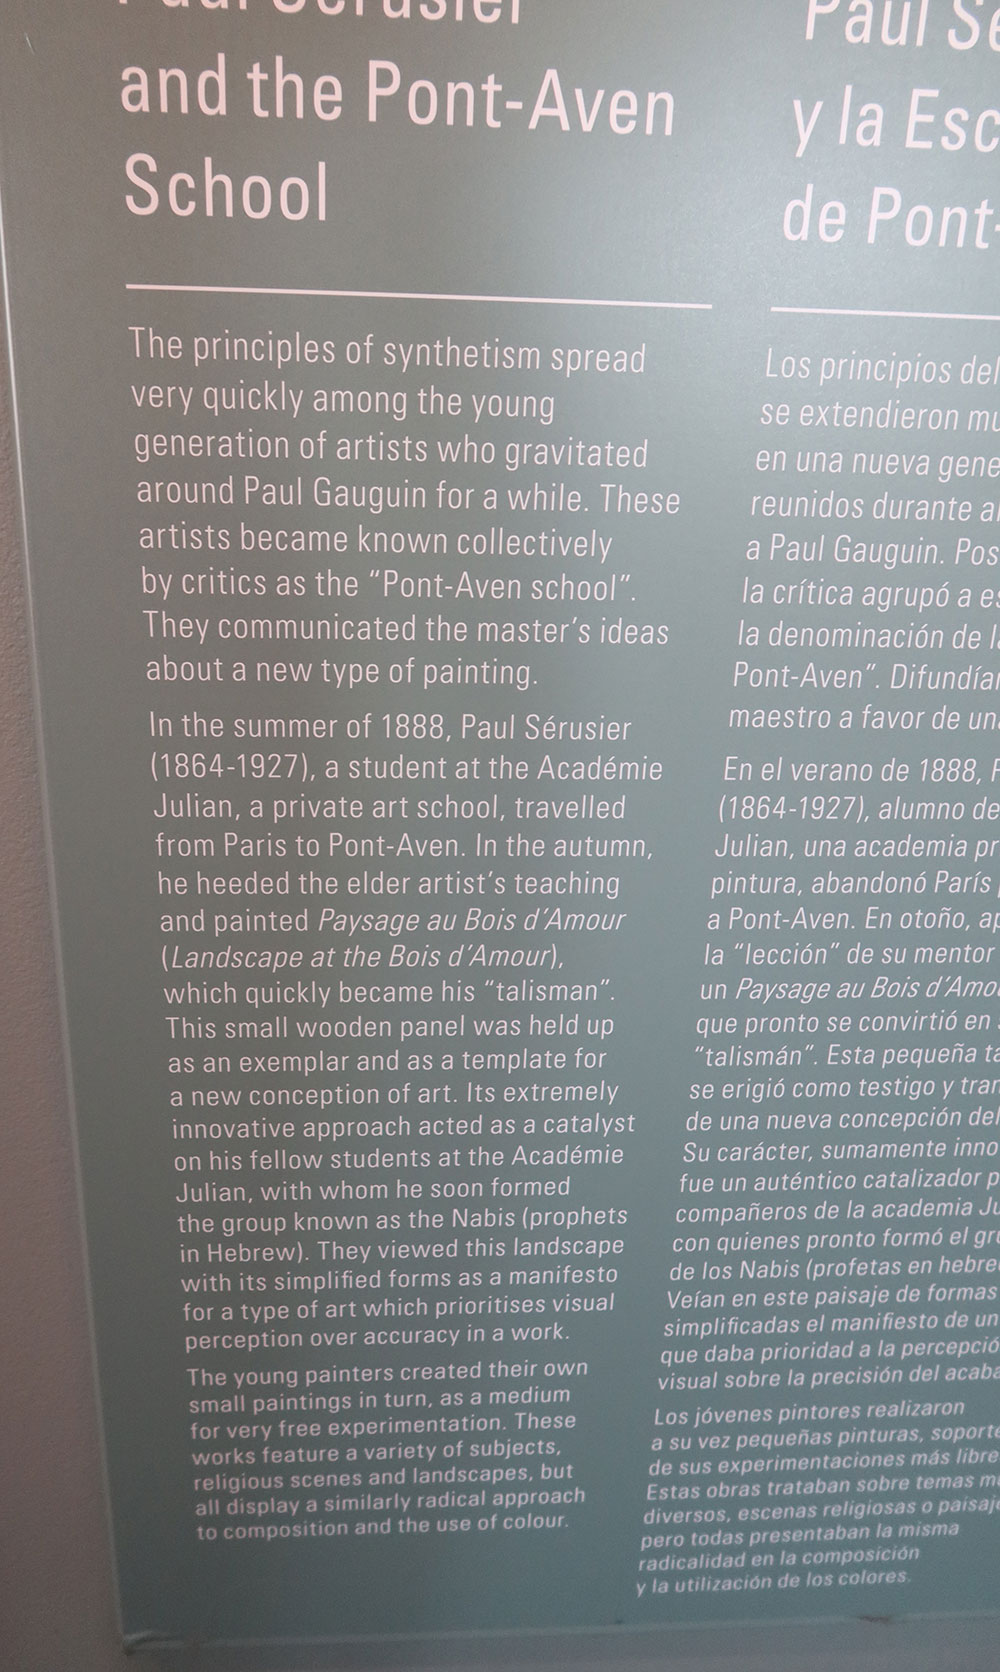 Paul Sérusier
and the Pont-Aven
School
The principles of synthetism spread
very quickly among the young
generation of artists who gravitated
around Paul Gauguin for a while. These
artists became known collectively
by critics as the “Pont-Aven school”.
They communicated the master’s ideas
about a new type of painting.
In the summer of 1888, Paul Sérusier
(1864-1927), a student at the Académie
Julian, a private art school, travelled
from Paris to Pont-Aven. In the autumn,
he heeded the elder artist’s teaching
and painted Paysage au Bois d’Amour
(Landscape at the Bois d’Amour),
which quickly became his “talisman”.
This small wooden panel was held up
as an exemplar and as a template for
a new conception of art. Its extremely
innovative approach acted as a catalyst
on his fellow students at the Académie
Julian, with whom he soon formed
the group known as the Nabis (prophets
in Hebrew). They viewed this landscape
with its simplified forms as a manifesto
for a type of art which prioritises visual
perception over accuracy in a work.
The young painters created their own
small paintings in turn, as a medium
for very free experimentation. These
works feature a variety of subjects,
religious scenes and landscapes, but
all display a similarly radical approach
to composition and the use of colour.
Paul
y la
de
Los principios del
se extendieron
en una nueva
reunidos durante
a Paul Gauguin.
la crítica agrupó a
la denominación de
Pont-Aven”.
maestro a favor de
En el verano de 1888,
(1864-1927), alumno
Julian, una academia
pintura, abandonó París
a Pont-Aven. En otoño,
la “lección” de su mentor
un Paysage au Bois
que pronto se convirtió en
“talismán”. Esta pequeña
se erigió como testigo y
de una nueva concepción del
Su carácter, sumamente
fue un auténtico catalizador
compañeros de la academia
con quienes pronto formó el
de los Nabis (profetas en
Veían en este paisaje de formas
simplificadas el manifiesto de un
que daba prioridad a la
visual sobre la precisión del
Los jóvenes pintores realizaron
a su vez pequeñas pinturas,
de sus experimentaciones más
Estas obras trataban sobre temas
diversos, escenas religiosas o
pero todas presentaban la misma
radicalidad en la composición
y la utilización de los colores.